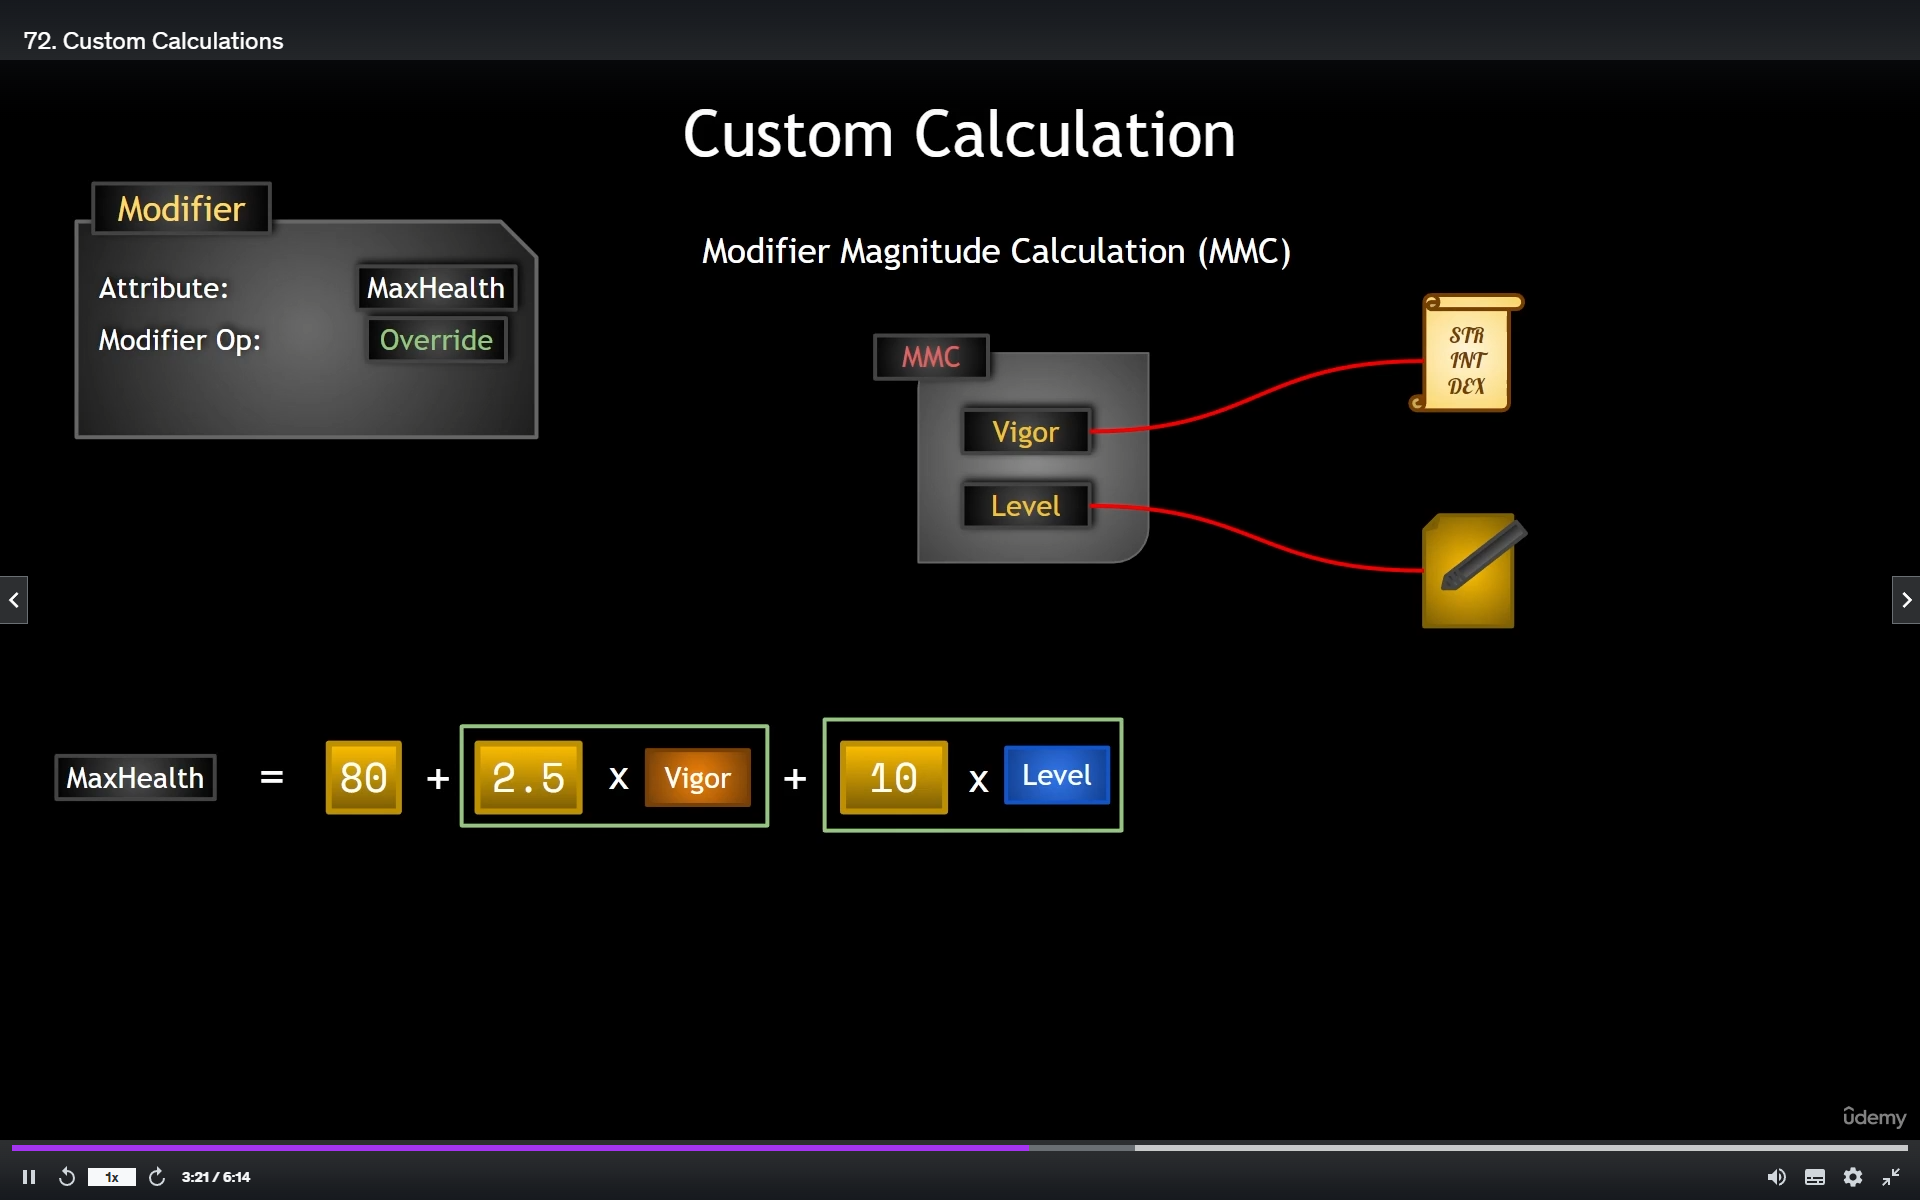 72. Custom Calculations
Custom Calculation
Modifier
Attribute: MaxHealth
Modifier Op: Override
Modifier Magnitude Calculation (MMC)
MMC
Vigor
Level
STR
INT
DEX
MaxHealth = 80 + 2.5 x Vigor + 10 x Level
ûdemy
1x 3:21 / 6:14